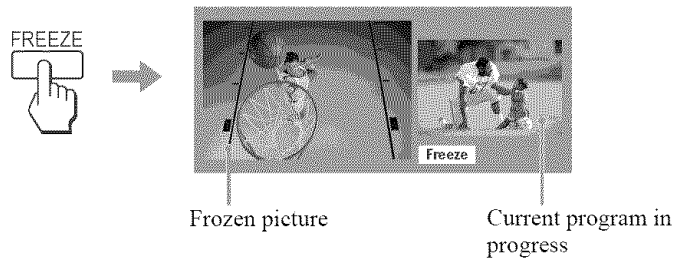 FREEZE
Freeze
Frozen picture
Current program in
progress